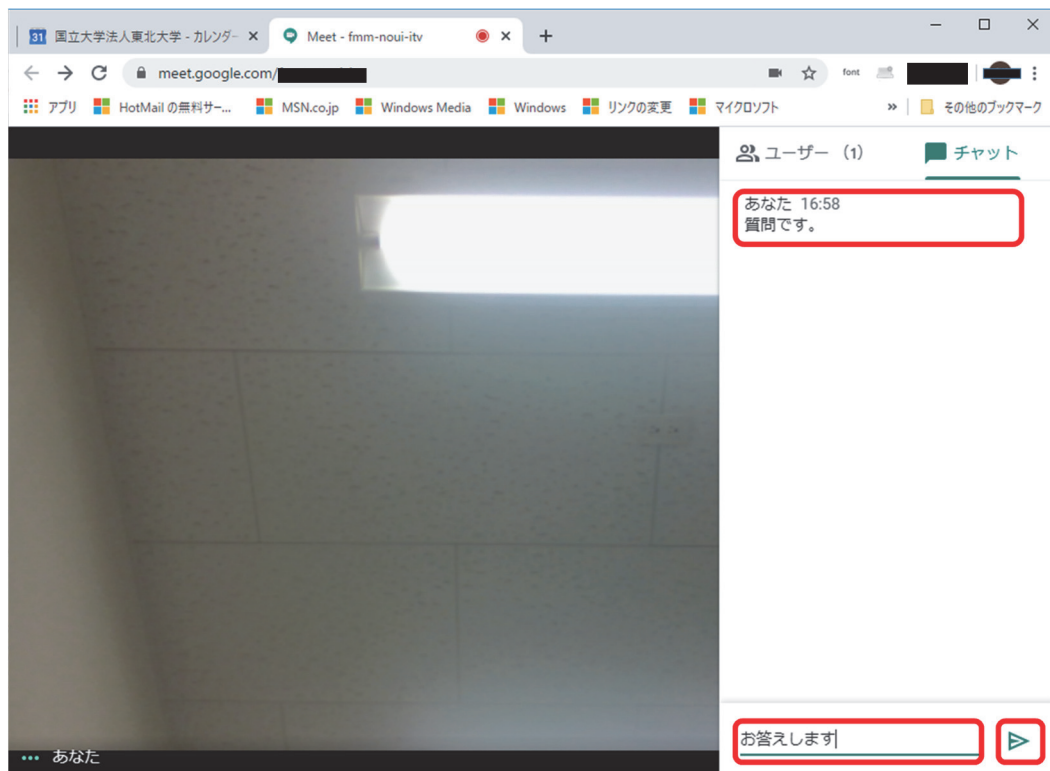 31 国立大学法人東北大学 - カレンダー
Meet - fmm-noui-itv
meet.google.com/
font
アプリ HotMail の無料サー... MSN.co.jp Windows Media Windows リンクの変更 マイクロソフト » その他のブックマーク
ユーザー (1) チャット
あなた 16:58
質問です。
お答えします
あなた